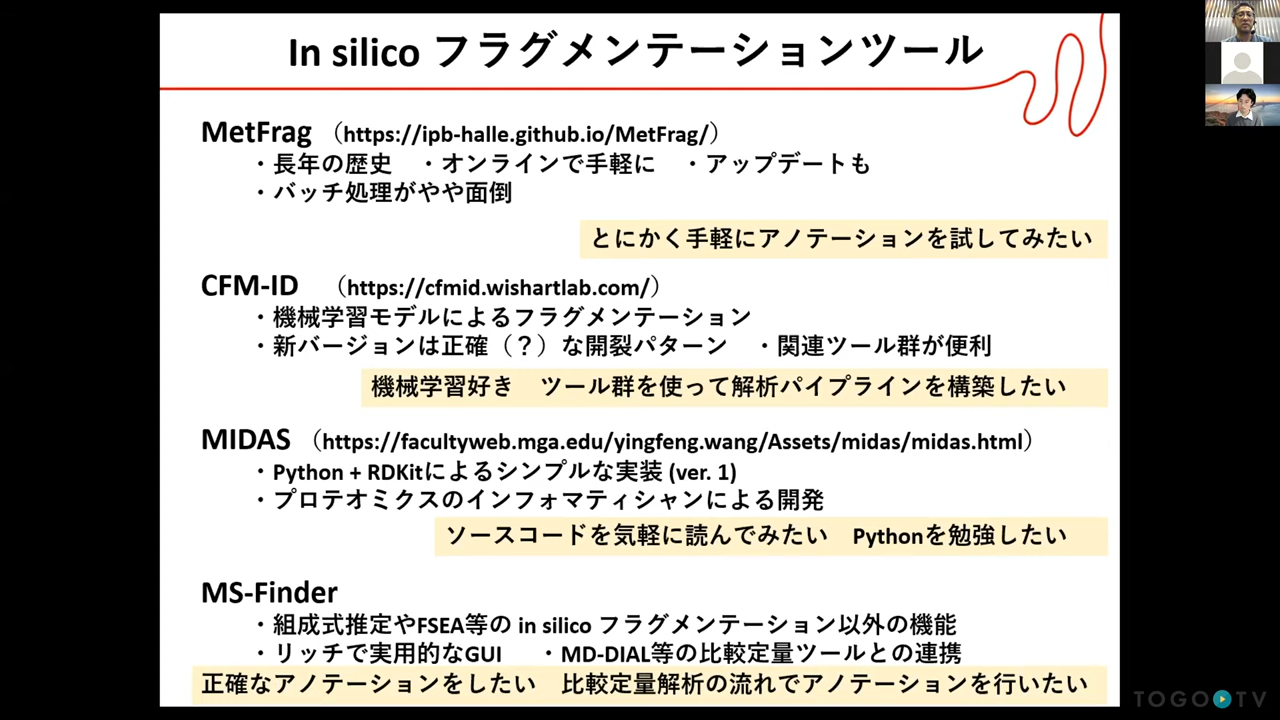 In silico フラグメンテーションツール
MetFrag （https://ipb-halle.github.io/MetFrag/）
・長年の歴史　・オンラインで手軽に　・アップデートも
・バッチ処理がやや面倒
とにかく手軽にアノテーションを試してみたい
CFM-ID （https://cfmid.wishartlab.com/）
・機械学習モデルによるフラグメンテーション
・新バージョンは正確（？）な開裂パターン　・関連ツール群が便利
機械学習好き　ツール群を使って解析パイプラインを構築したい
MIDAS （https://facultyweb.mga.edu/yingfeng.wang/Assets/midas/midas.html）
・Python + RDKitによるシンプルな実装 (ver. 1)
・プロテオミクスのインフォマティシャンによる開発
ソースコードを気軽に読んでみたい　Pythonを勉強したい
MS-Finder
・組成式推定やFSEA等の in silico フラグメンテーション以外の機能
・リッチで実用的なGUI　・MD-DIAL等の比較定量ツールとの連携
正確なアノテーションをしたい　比較定量解析の流れでアノテーションを行いたい
TOGO TV